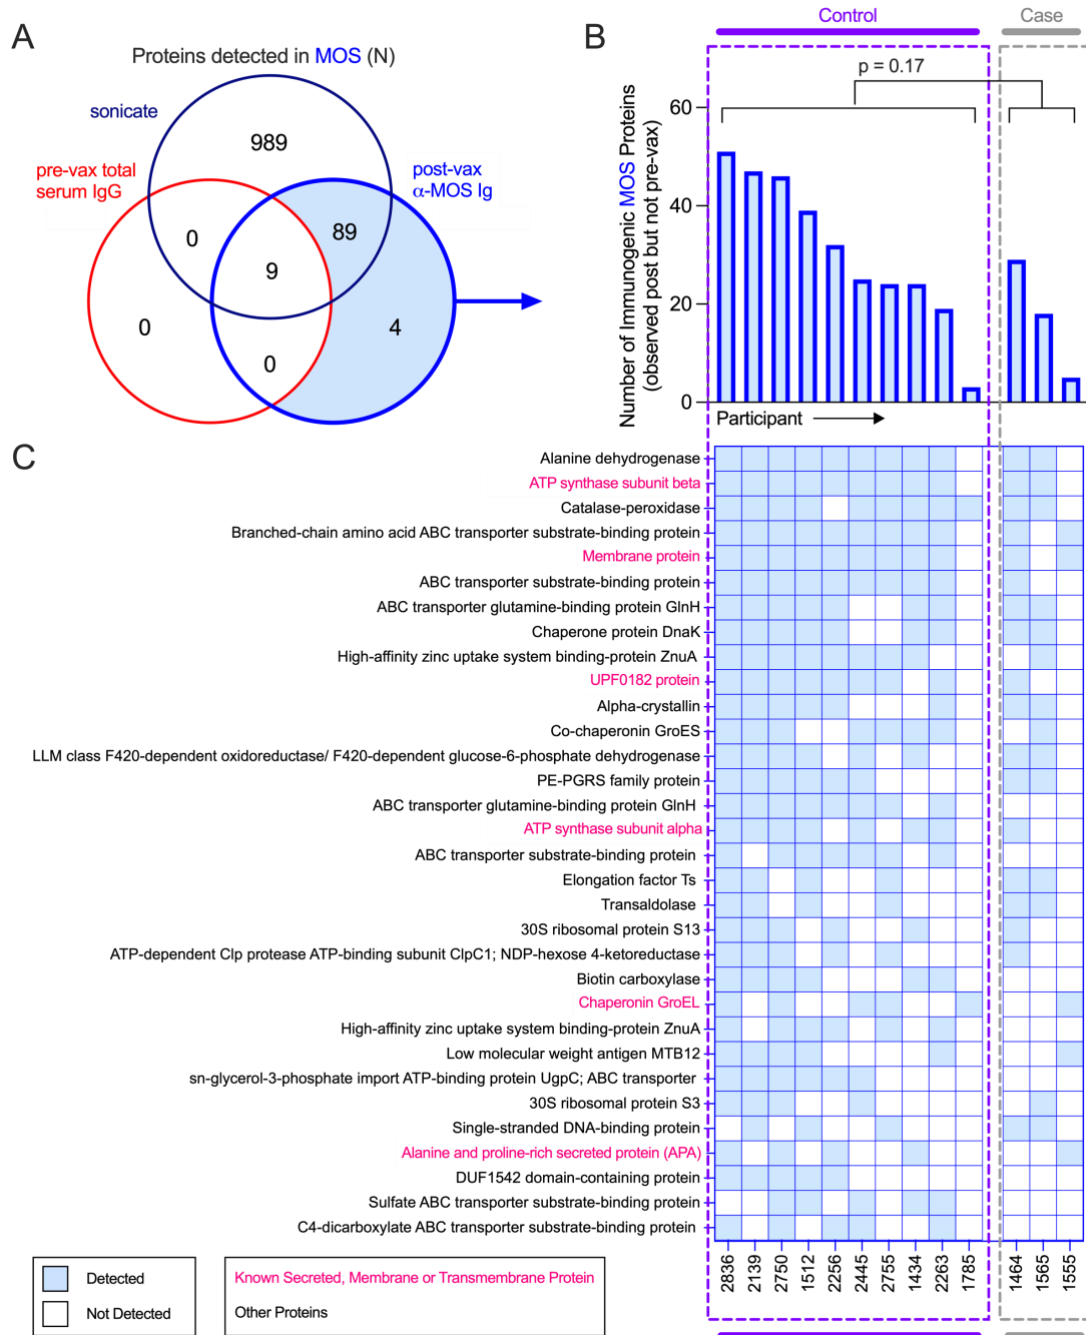 A
Proteins detected in MOS (N)
sonicate
989
pre-vax total
serum IgG
post-vax
α-MOS Ig
0
89
9
0
4
0
B
Control
Case
p = 0.17
Number of Immunogenic MOS Proteins
(observed post but not pre-vax)
60
40
20
0
Participant
C
Alanine dehydrogenase
ATP synthase subunit beta
Catalase-peroxidase
Branched-chain amino acid ABC transporter substrate-binding protein
Membrane protein
ABC transporter substrate-binding protein
ABC transporter glutamine-binding protein GlnH
Chaperone protein DnaK
High-affinity zinc uptake system binding-protein ZnuA
UPF0182 protein
Alpha-crystallin
Co-chaperonin GroES
LLM class F420-dependent oxidoreductase/ F420-dependent glucose-6-phosphate dehydrogenase
PE-PGRS family protein
ABC transporter glutamine-binding protein GlnH
ATP synthase subunit alpha
ABC transporter substrate-binding protein
Elongation factor Ts
Transaldolase
30S ribosomal protein S13
ATP-dependent Clp protease ATP-binding subunit ClpC1; NDP-hexose 4-ketoreductase
Biotin carboxylase
Chaperonin GroEL
High-affinity zinc uptake system binding-protein ZnuA
Low molecular weight antigen MTB12
sn-glycerol-3-phosphate import ATP-binding protein UgpC; ABC transporter
30S ribosomal protein S3
Single-stranded DNA-binding protein
Alanine and proline-rich secreted protein (APA)
DUF1542 domain-containing protein
Sulfate ABC transporter substrate-binding protein
C4-dicarboxylate ABC transporter substrate-binding protein
2836
2139
2750
1512
2256
2445
2755
1434
2263
1785
1464
1565
1555
Detected
Not Detected
Known Secreted, Membrane or Transmembrane Protein
Other Proteins